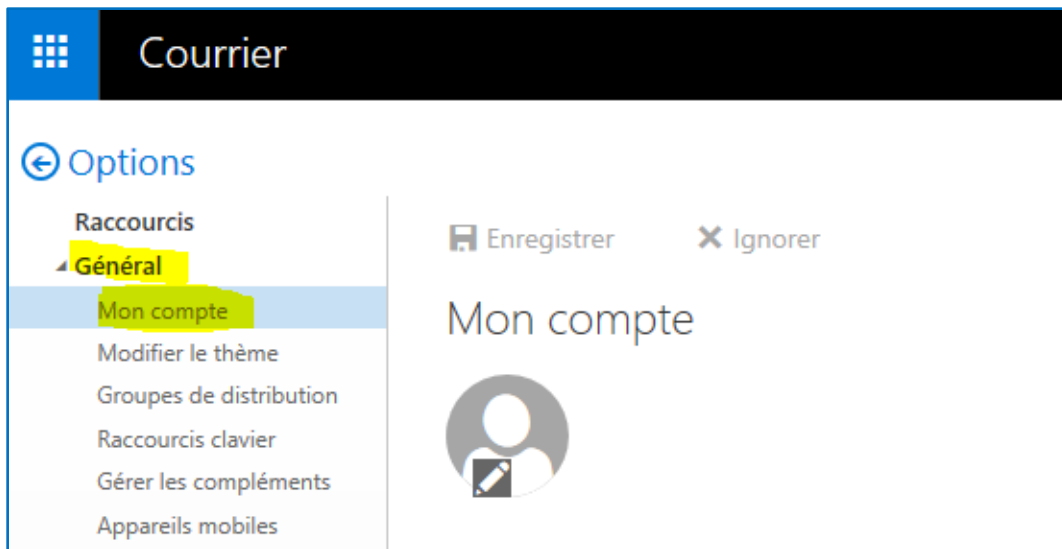 Courrier
Options
Raccourcis
Général
Mon compte
Modifier le thème
Groupes de distribution
Raccourcis clavier
Gérer les compléments
Appareils mobiles
Enregistrer
Ignorer
Mon compte